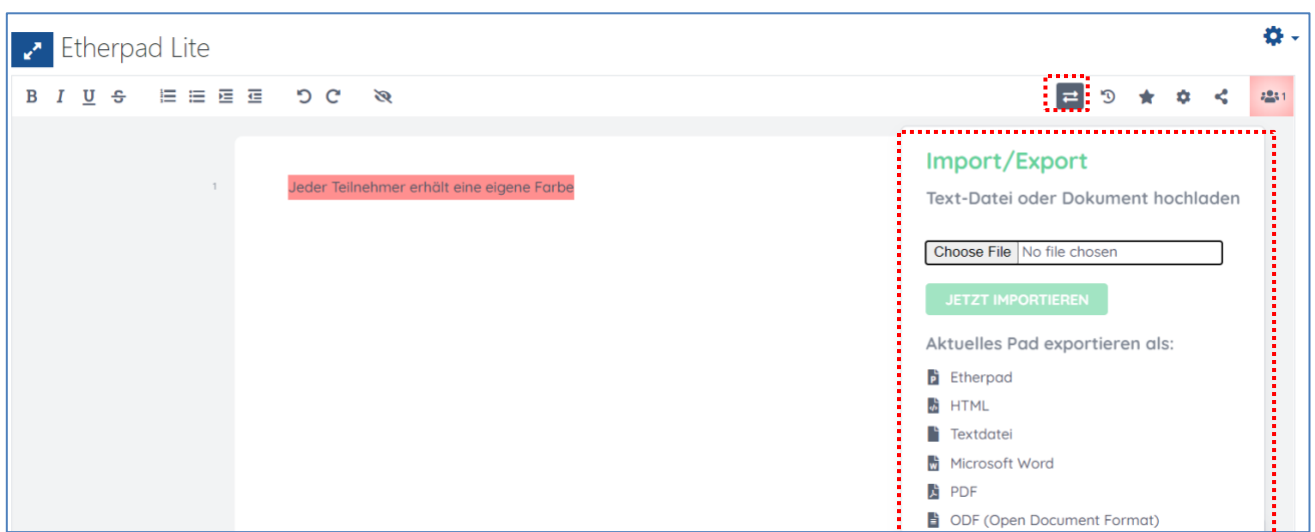 Etherpad Lite
B I U S
1
1
Jeder Teilnehmer erhält eine eigene Farbe
Import/Export
Text-Datei oder Dokument hochladen
Choose File No file chosen
JETZT IMPORTIEREN
Aktuelles Pad exportieren als:
Etherpad
HTML
Textdatei
Microsoft Word
PDF
ODF (Open Document Format)